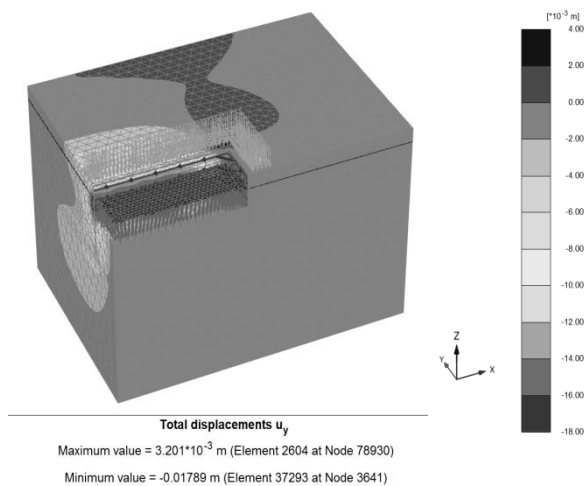 [*10⁻³ m]
4.00
2.00
0.00
-2.00
-4.00
-6.00
-8.00
-10.00
-12.00
-14.00
-16.00
-18.00
Z
Y
X
Total displacements uy
Maximum value = 3.201*10⁻³ m (Element 2604 at Node 78930)
Minimum value = -0.01789 m (Element 37293 at Node 3641)